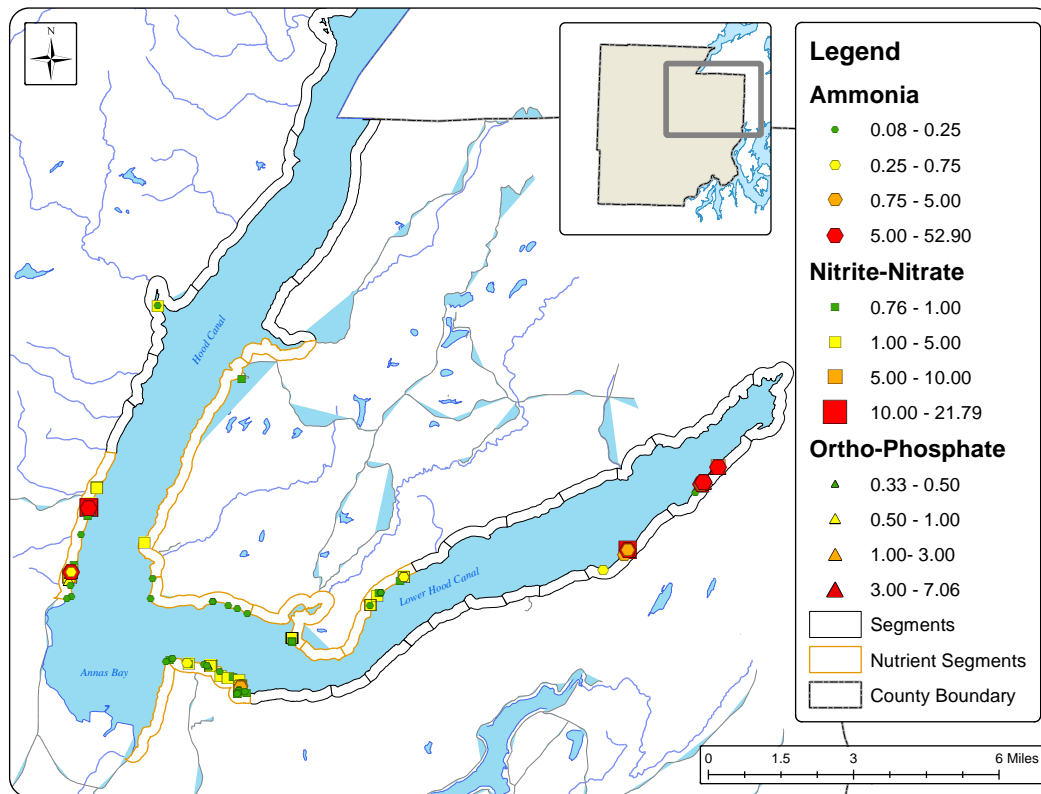 N
Hood Canal
Lower Hood Canal
Annas Bay
Legend
Ammonia
0.08 - 0.25
0.25 - 0.75
0.75 - 5.00
5.00 - 52.90
Nitrite-Nitrate
0.76 - 1.00
1.00 - 5.00
5.00 - 10.00
10.00 - 21.79
Ortho-Phosphate
0.33 - 0.50
0.50 - 1.00
1.00- 3.00
3.00 - 7.06
Segments
Nutrient Segments
County Boundary
0 1.5 3 6 Miles